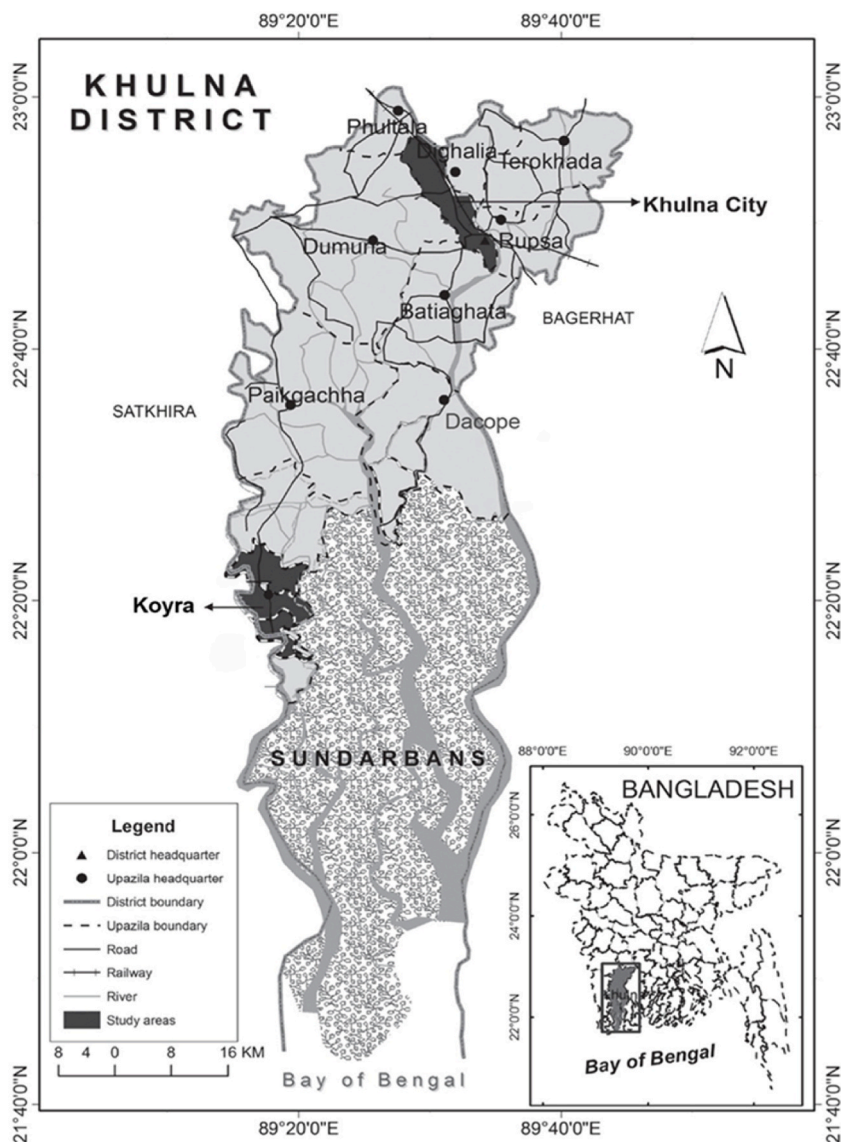 89°20'0"E
89°40'0"E
KHULNA
DISTRICT
23°0'0"N
23°0'0"N
Phultala
Dighalia
Terokhada
Khulna City
Dumuria
Rupsa
Batiaghata
BAGERHAT
22°40'0"N
22°40'0"N
N
Paikgachha
SATKHIRA
Dacope
22°20'0"N
22°20'0"N
Koyra
SUNDARBANS
88°0'0"E
90°0'0"E
92°0'0"E
BANGLADESH
26°0'0"N
24°0'0"N
22°0'0"N
Bay of Bengal
22°0'0"N
22°0'0"N
Legend
District headquarter
Upazila headquarter
District boundary
Upazila boundary
Road
Railway
River
Study areas
8 4 0 8 16 KM
Bay of Bengal
21°40'0"N
21°40'0"N
89°20'0"E
89°40'0"E